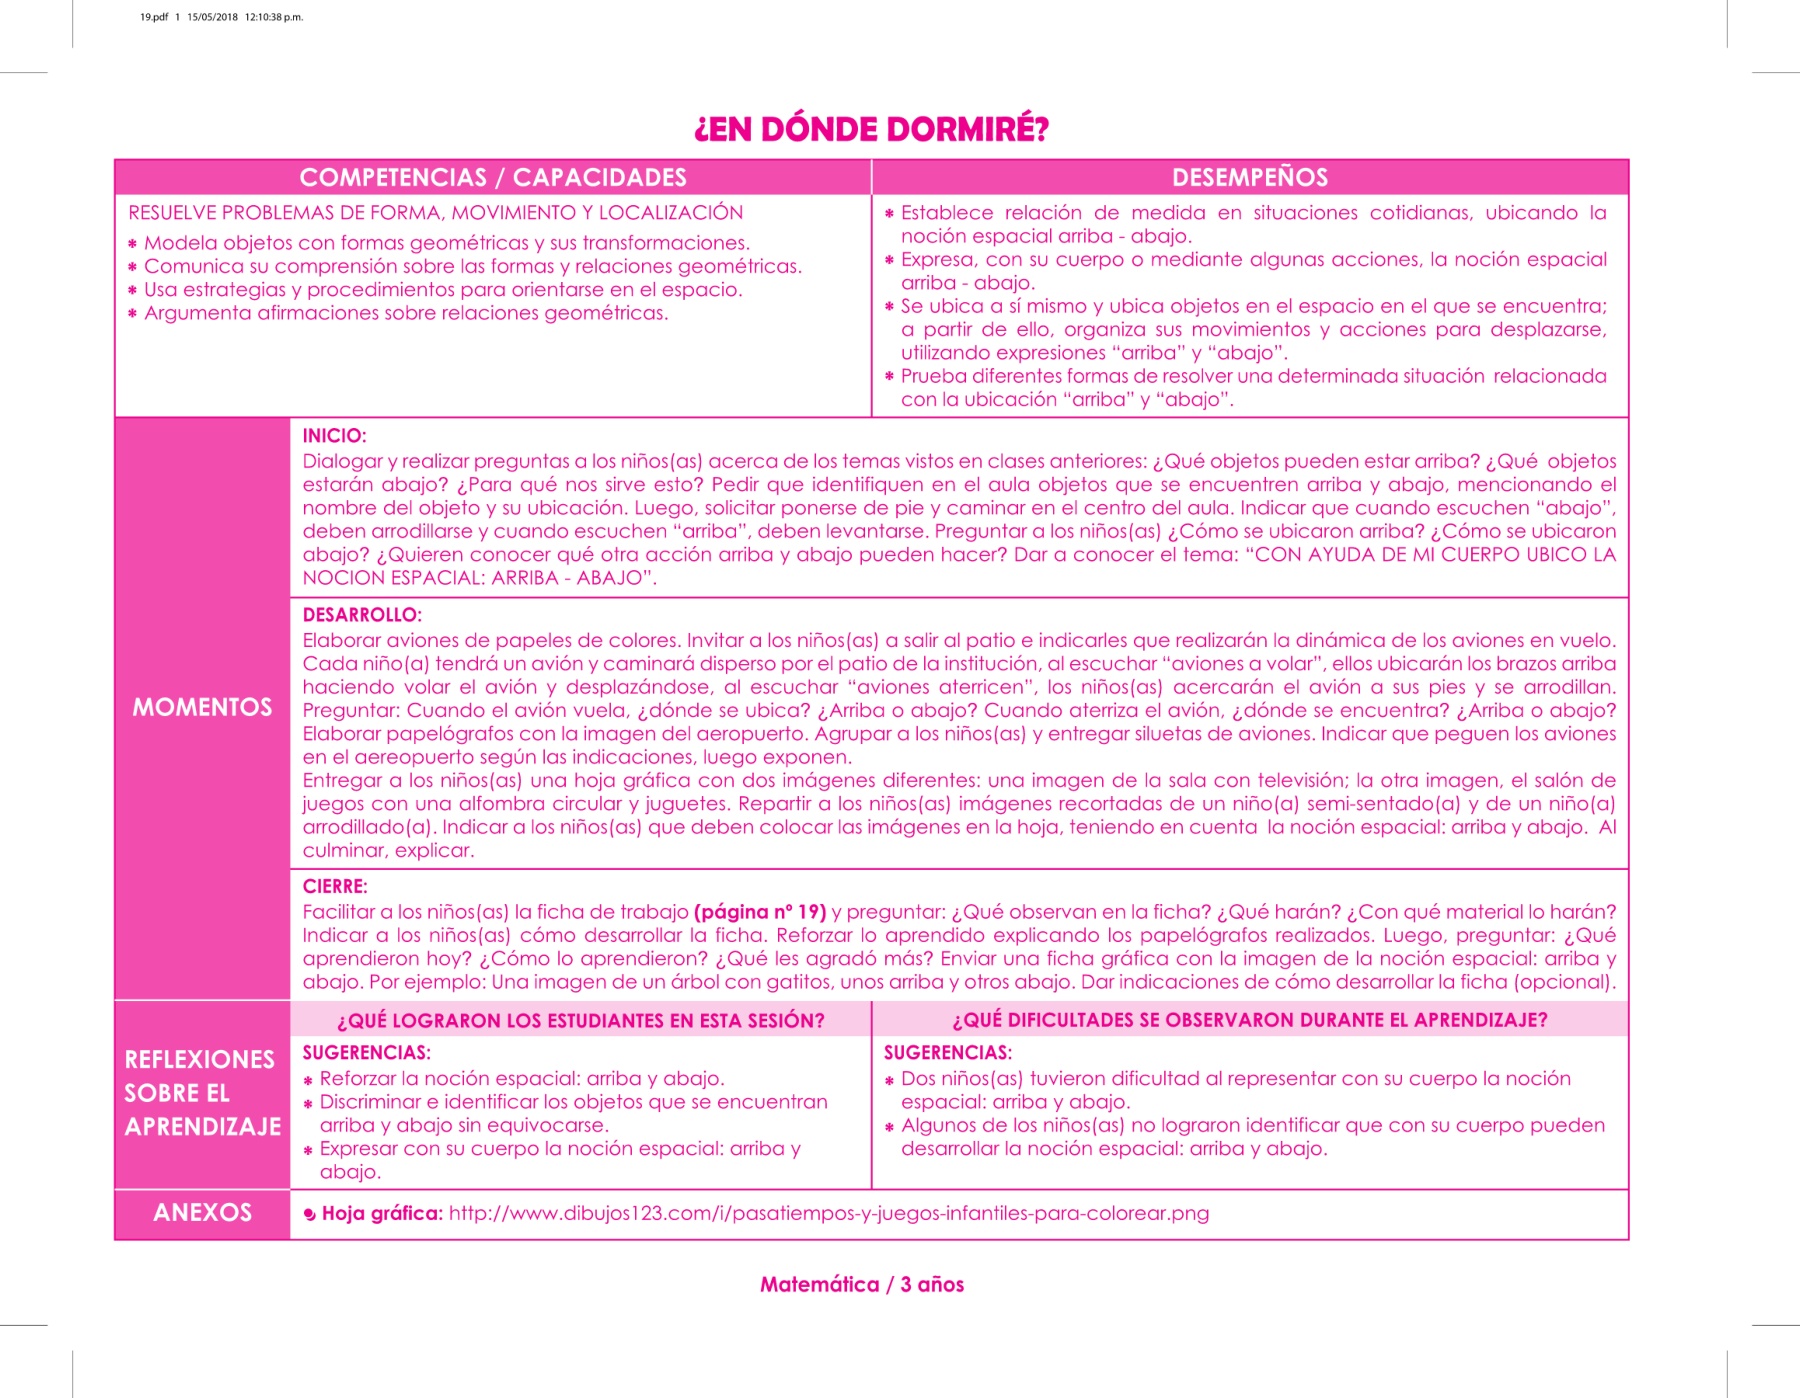 19.pdf 1 15/05/2018 12:10:38 p.m.
¿EN DÓNDE DORMIRÉ?
COMPETENCIAS / CAPACIDADES
RESUELVE PROBLEMAS DE FORMA, MOVIMIENTO Y LOCALIZACIÓN
* Modela objetos con formas geométricas y sus transformaciones.
* Comunica su comprensión sobre las formas y relaciones geométricas.
* Usa estrategias y procedimientos para orientarse en el espacio.
* Argumenta afirmaciones sobre relaciones geométricas.
DESEMPEÑOS
* Establece relación de medida en situaciones cotidianas, ubicando la
noción espacial arriba - abajo.
* Expresa, con su cuerpo o mediante algunas acciones, la noción espacial
arriba - abajo.
* Se ubica a sí mismo y ubica objetos en el espacio en el que se encuentra;
a partir de ello, organiza sus movimientos y acciones para desplazarse,
utilizando expresiones “arriba” y “abajo”.
* Prueba diferentes formas de resolver una determinada situación relacionada
con la ubicación “arriba” y “abajo”.
MOMENTOS
INICIO:
Dialogar y realizar preguntas a los niños(as) acerca de los temas vistos en clases anteriores: ¿Qué objetos pueden estar arriba? ¿Qué objetos
estarán abajo? ¿Para qué nos sirve esto? Pedir que identifiquen en el aula objetos que se encuentren arriba y abajo, mencionando el
nombre del objeto y su ubicación. Luego, solicitar ponerse de pie y caminar en el centro del aula. Indicar que cuando escuchen “abajo”,
deben arrodillarse y cuando escuchen “arriba”, deben levantarse. Preguntar a los niños(as) ¿Cómo se ubicaron arriba? ¿Cómo se ubicaron
abajo? ¿Quieren conocer qué otra acción arriba y abajo pueden hacer? Dar a conocer el tema: “CON AYUDA DE MI CUERPO UBICO LA
NOCION ESPACIAL: ARRIBA - ABAJO”.
DESARROLLO:
Elaborar aviones de papeles de colores. Invitar a los niños(as) a salir al patio e indicarles que realizarán la dinámica de los aviones en vuelo.
Cada niño(a) tendrá un avión y caminará disperso por el patio de la institución, al escuchar “aviones a volar”, ellos ubicarán los brazos arriba
haciendo volar el avión y desplazándose, al escuchar “aviones aterricen”, los niños(as) acercarán el avión a sus pies y se arrodillan.
Preguntar: Cuando el avión vuela, ¿dónde se ubica? ¿Arriba o abajo? Cuando aterriza el avión, ¿dónde se encuentra? ¿Arriba o abajo?
Elaborar papelógrafos con la imagen del aeropuerto. Agrupar a los niños(as) y entregar siluetas de aviones. Indicar que peguen los aviones
en el aereopuerto según las indicaciones, luego exponen.
Entregar a los niños(as) una hoja gráfica con dos imágenes diferentes: una imagen de la sala con televisión; la otra imagen, el salón de
juegos con una alfombra circular y juguetes. Repartir a los niños(as) imágenes recortadas de un niño(a) semi-sentado(a) y de un niño(a)
arrodillado(a). Indicar a los niños(as) que deben colocar las imágenes en la hoja, teniendo en cuenta la noción espacial: arriba y abajo. Al
culminar, explicar.
CIERRE:
Facilitar a los niños(as) la ficha de trabajo (página nº 19) y preguntar: ¿Qué observan en la ficha? ¿Qué harán? ¿Con qué material lo harán?
Indicar a los niños(as) cómo desarrollar la ficha. Reforzar lo aprendido explicando los papelógrafos realizados. Luego, preguntar: ¿Qué
aprendieron hoy? ¿Cómo lo aprendieron? ¿Qué les agradó más? Enviar una ficha gráfica con la imagen de la noción espacial: arriba y
abajo. Por ejemplo: Una imagen de un árbol con gatitos, unos arriba y otros abajo. Dar indicaciones de cómo desarrollar la ficha (opcional).
REFLEXIONES
SOBRE EL
APRENDIZAJE
¿QUÉ LOGRARON LOS ESTUDIANTES EN ESTA SESIÓN?
SUGERENCIAS:
* Reforzar la noción espacial: arriba y abajo.
* Discriminar e identificar los objetos que se encuentran
arriba y abajo sin equivocarse.
* Expresar con su cuerpo la noción espacial: arriba y
abajo.
¿QUÉ DIFICULTADES SE OBSERVARON DURANTE EL APRENDIZAJE?
SUGERENCIAS:
* Dos niños(as) tuvieron dificultad al representar con su cuerpo la noción
espacial: arriba y abajo.
* Algunos de los niños(as) no lograron identificar que con su cuerpo pueden
desarrollar la noción espacial: arriba y abajo.
ANEXOS
Hoja gráfica: http://www.dibujos123.com/i/pasatiempos-y-juegos-infantiles-para-colorear.png
Matemática / 3 años